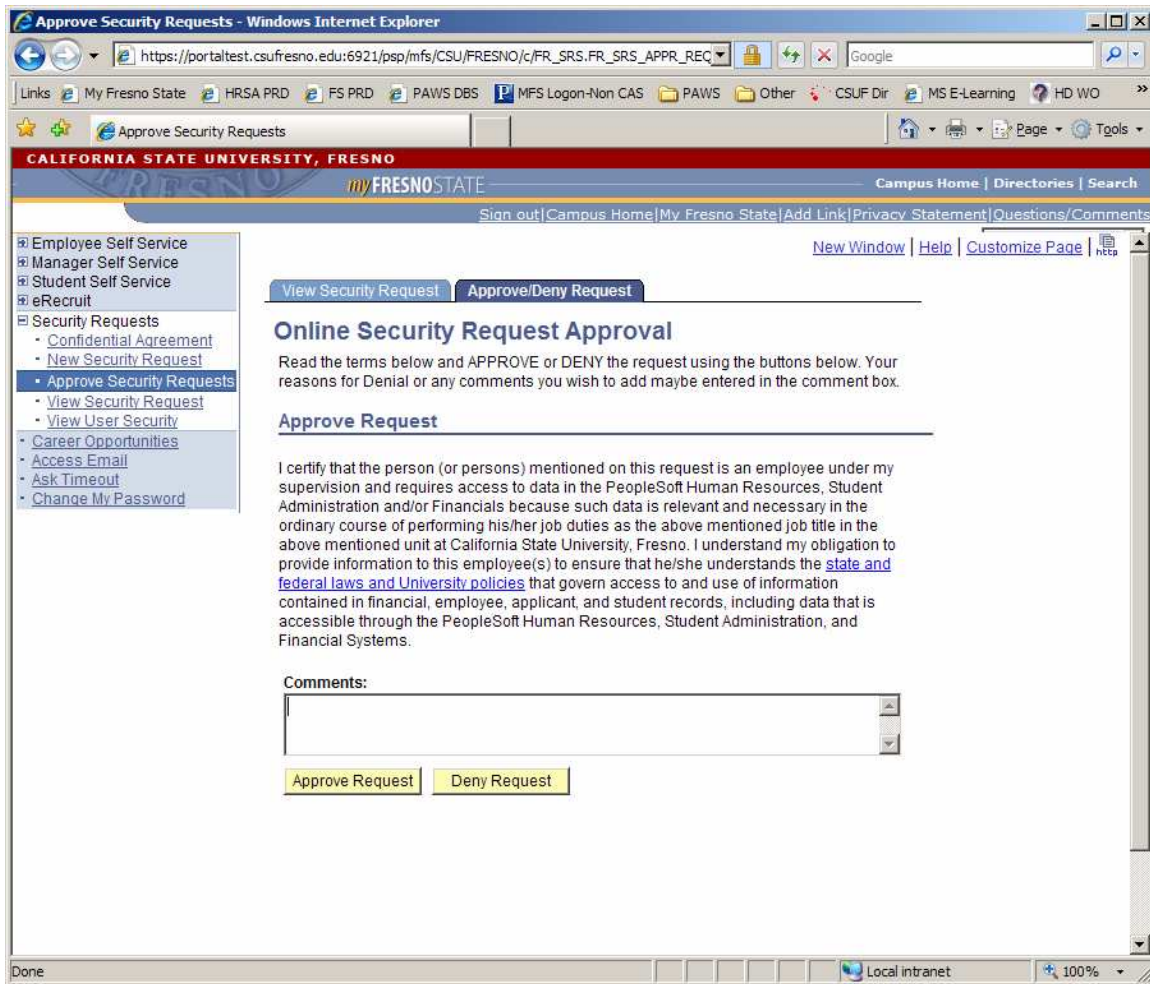 Approve Security Requests - Windows Internet Explorer
https://portaltest.csufresno.edu:6921/psp/mfs/CSU/FRESNO/c/FR_SRS.FR_SRS_APPR_REQ
Google
Links My Fresno State HRSA PRD FS PRD PAWS DBS MFS Logon-Non CAS PAWS Other CSUF Dir MS E-Learning HD WO »
Approve Security Requests
Page Tools
CALIFORNIA STATE UNIVERSITY, FRESNO
FRESNO
my FRESNOSTATE
Campus Home | Directories | Search
Sign out|Campus Home|My Fresno State|Add Link|Privacy Statement|Questions/Comments
Employee Self Service
Manager Self Service
Student Self Service
eRecruit
Security Requests
- Confidential Agreement
- New Security Request
- Approve Security Requests
- View Security Request
- View User Security
- Career Opportunities
- Access Email
- Ask Timeout
- Change My Password
New Window | Help | Customize Page | http
View Security Request
Approve/Deny Request
Online Security Request Approval
Read the terms below and APPROVE or DENY the request using the buttons below. Your
reasons for Denial or any comments you wish to add maybe entered in the comment box.
Approve Request
I certify that the person (or persons) mentioned on this request is an employee under my
supervision and requires access to data in the PeopleSoft Human Resources, Student
Administration and/or Financials because such data is relevant and necessary in the
ordinary course of performing his/her job duties as the above mentioned job title in the
above mentioned unit at California State University, Fresno. I understand my obligation to
provide information to this employee(s) to ensure that he/she understands the state and
federal laws and University policies that govern access to and use of information
contained in financial, employee, applicant, and student records, including data that is
accessible through the PeopleSoft Human Resources, Student Administration, and
Financial Systems.
Comments:
Approve Request
Deny Request
Done
Local intranet
100%